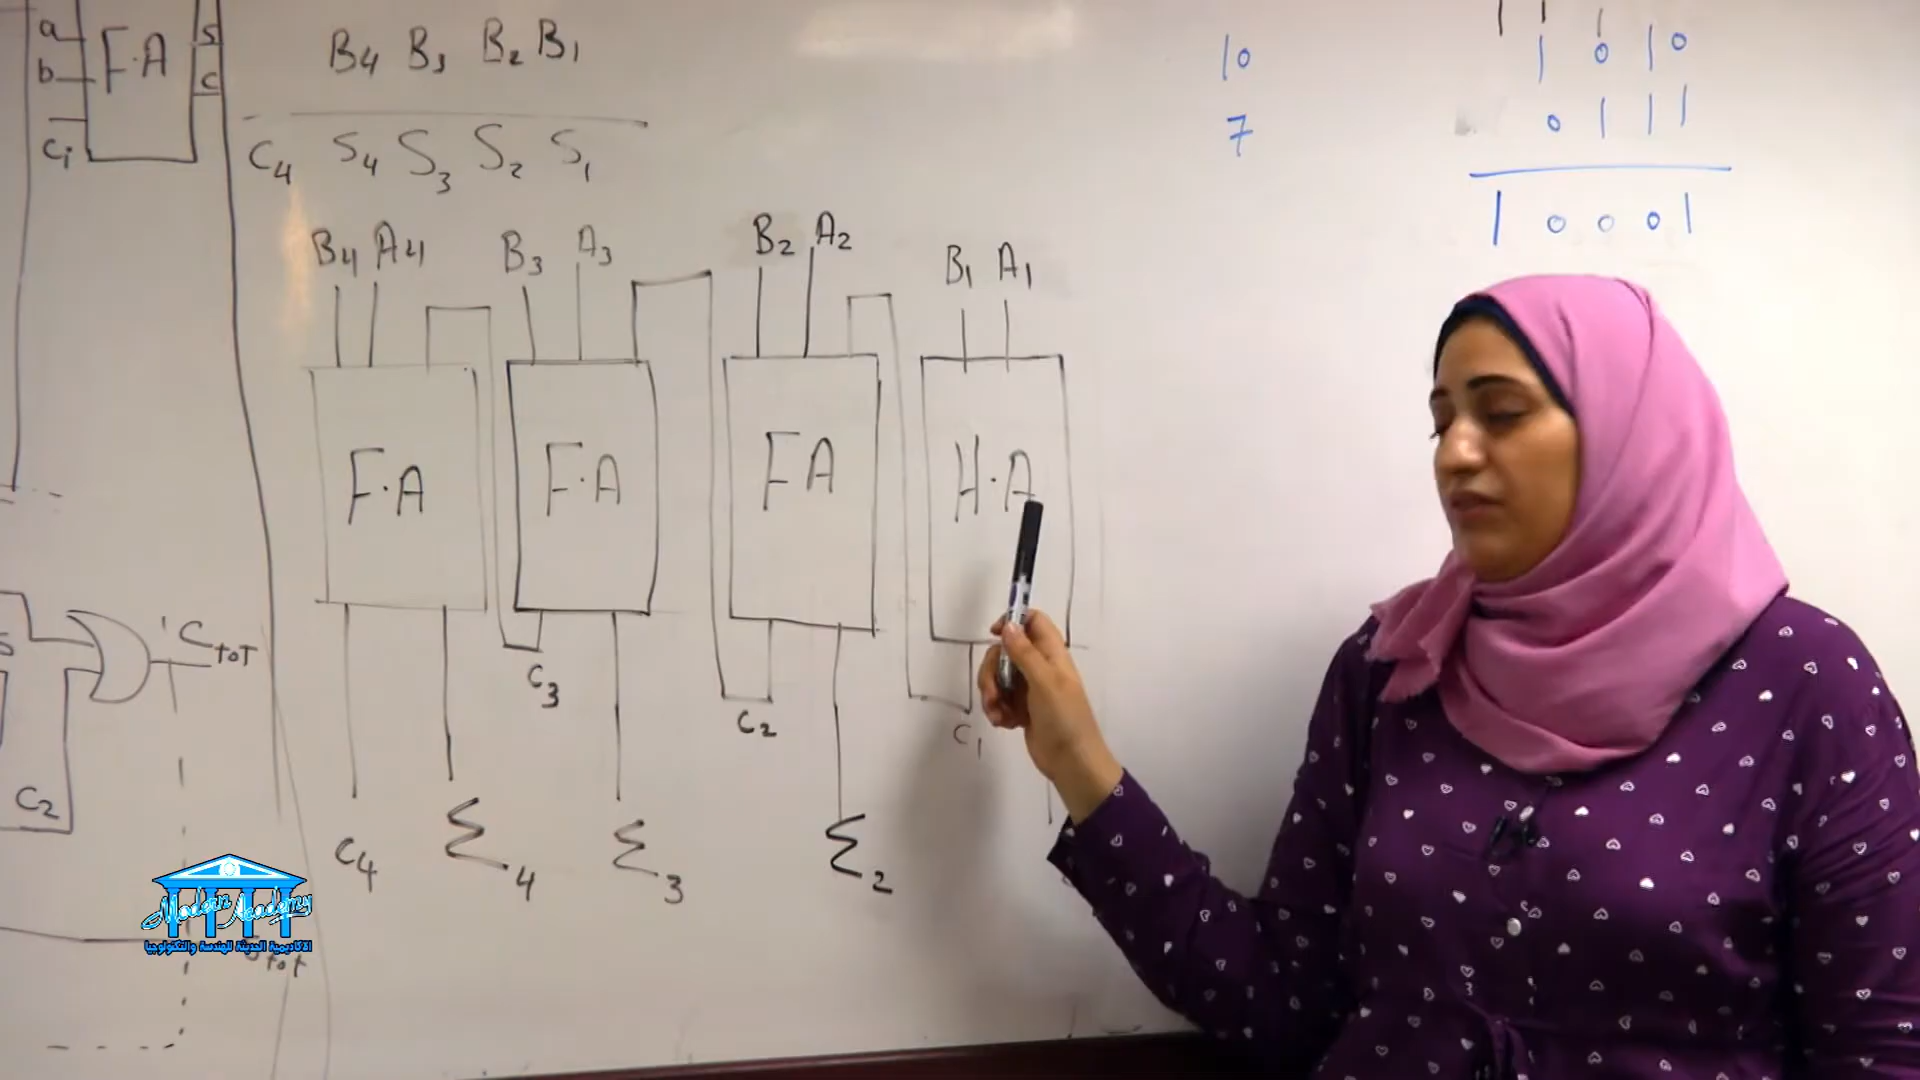 a
b
Ci
F.A
S
C
B4 B3 B2 B1
C4 S4 S3 S2 S1
10
7
1 0 1 0
0 1 1 1
1 0 0 0 1
B4 A4
B3 A3
B2 A2
B1 A1
F.A
F.A
FA
H.A
Ctot
C2
C3
C2
C1
C4
Σ4
Σ3
Σ2
Modern Academy
الاكاديمية الحديثة للهندسة والتكنولوجيا